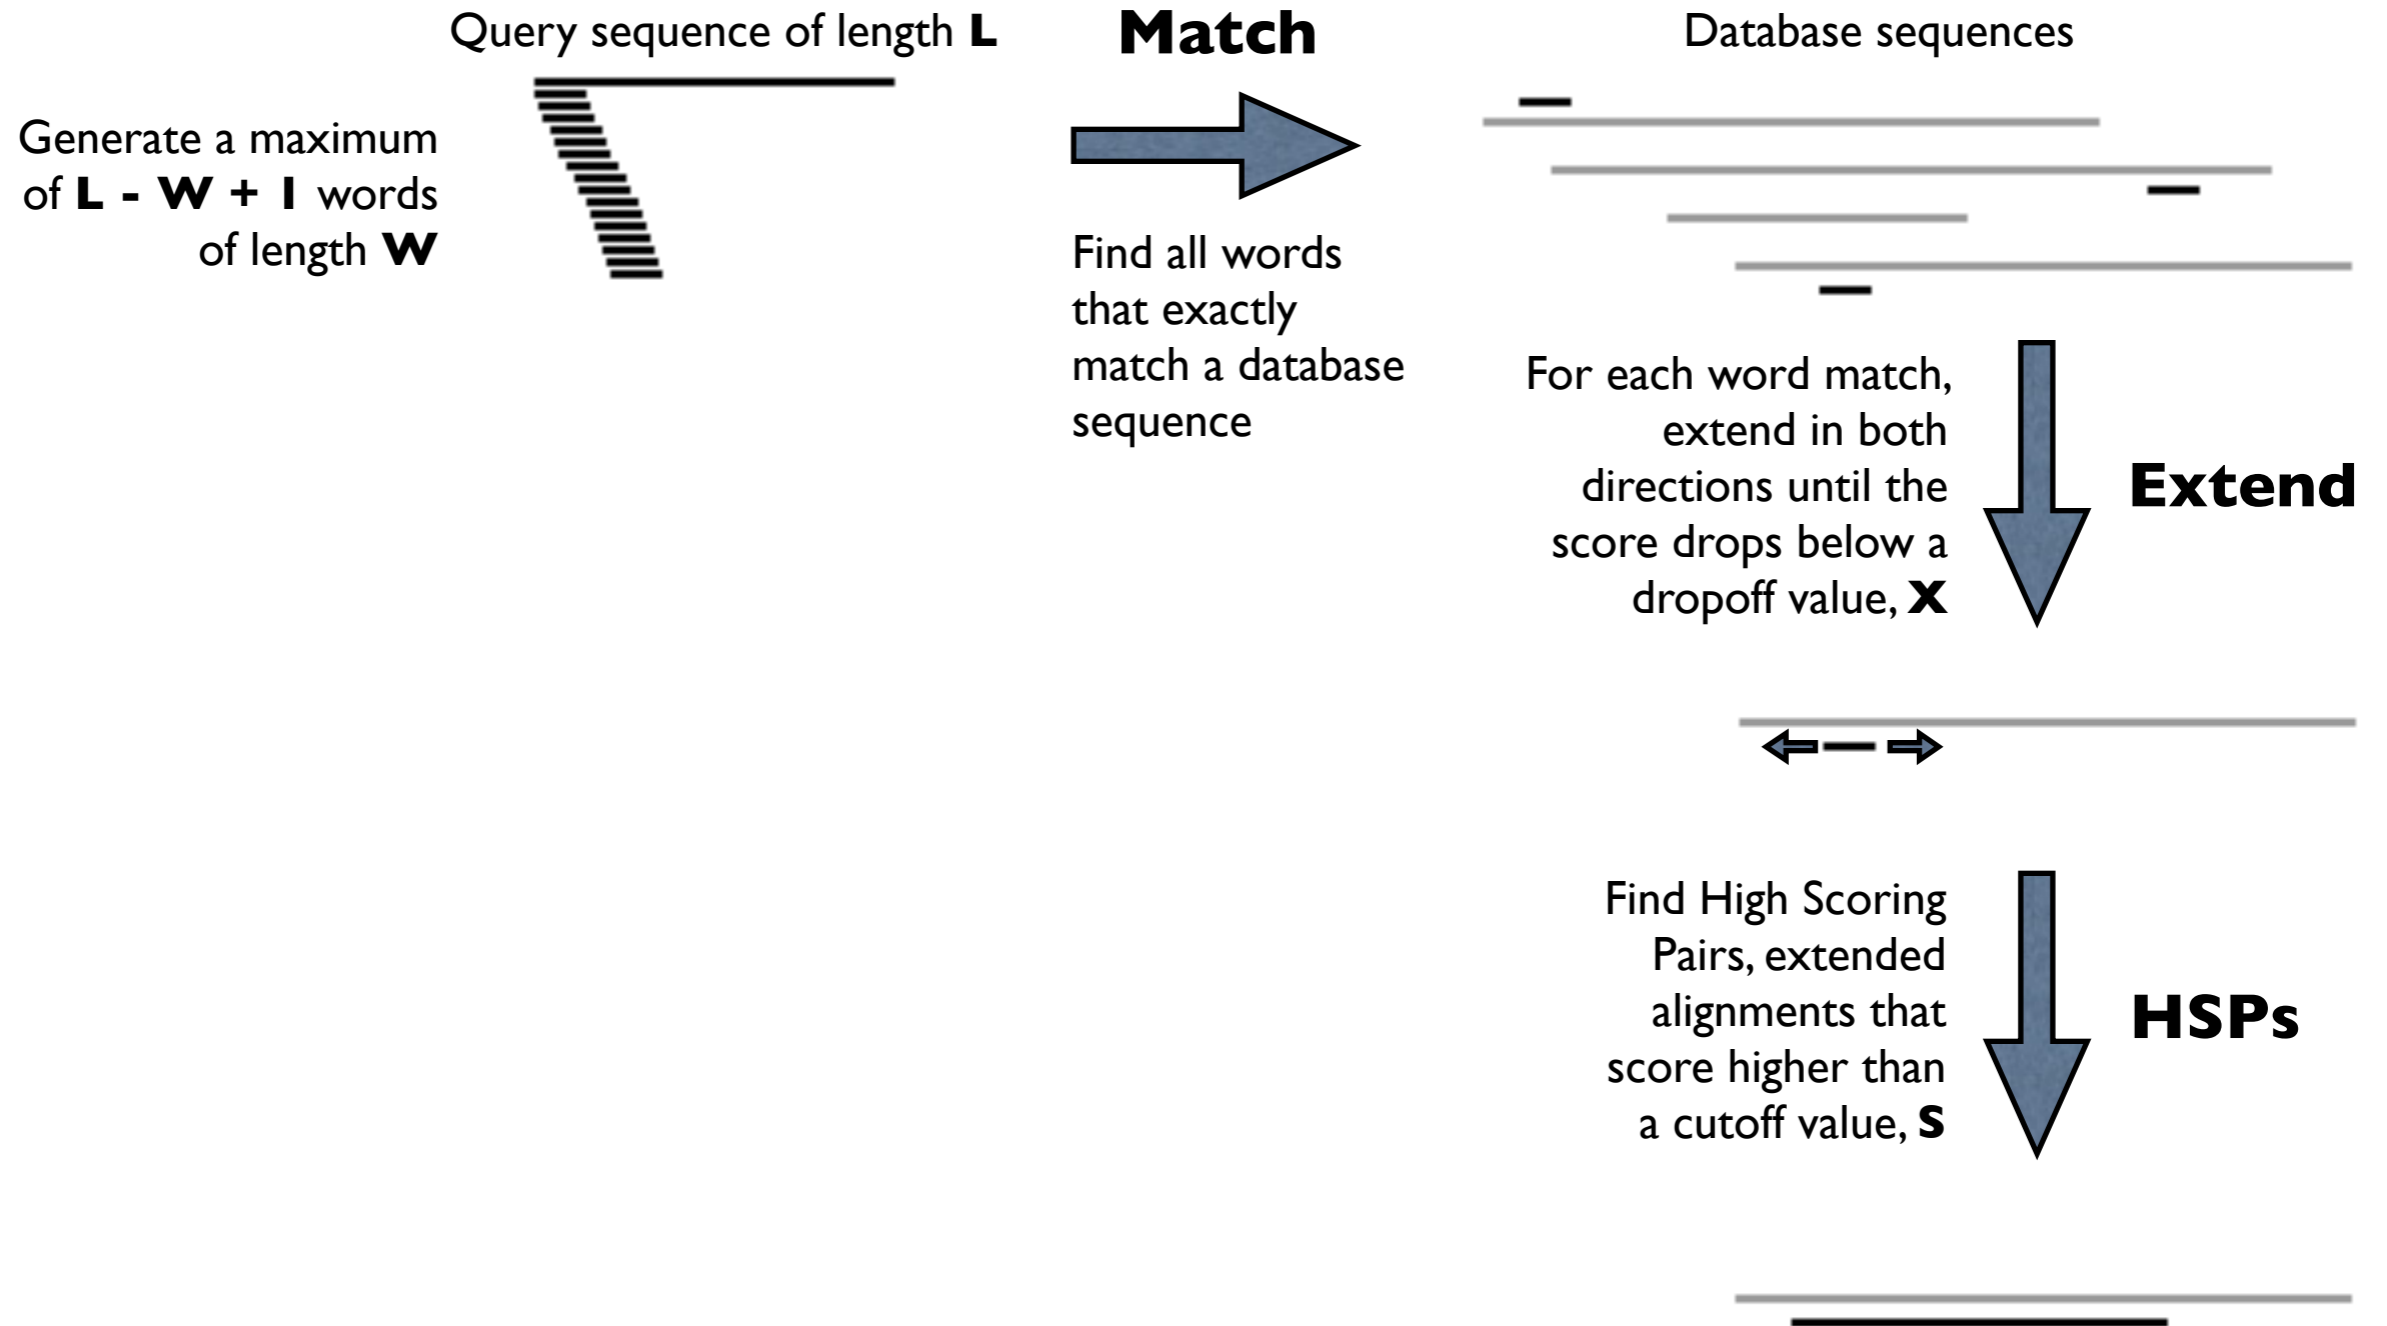 Query sequence of length L
Generate a maximum
of L - W + 1 words
of length W
Match
Find all words
that exactly
match a database
sequence
Database sequences
For each word match,
extend in both
directions until the
score drops below a
dropoff value, X
Extend
Find High Scoring
Pairs, extended
alignments that
score higher than
a cutoff value, S
HSPs